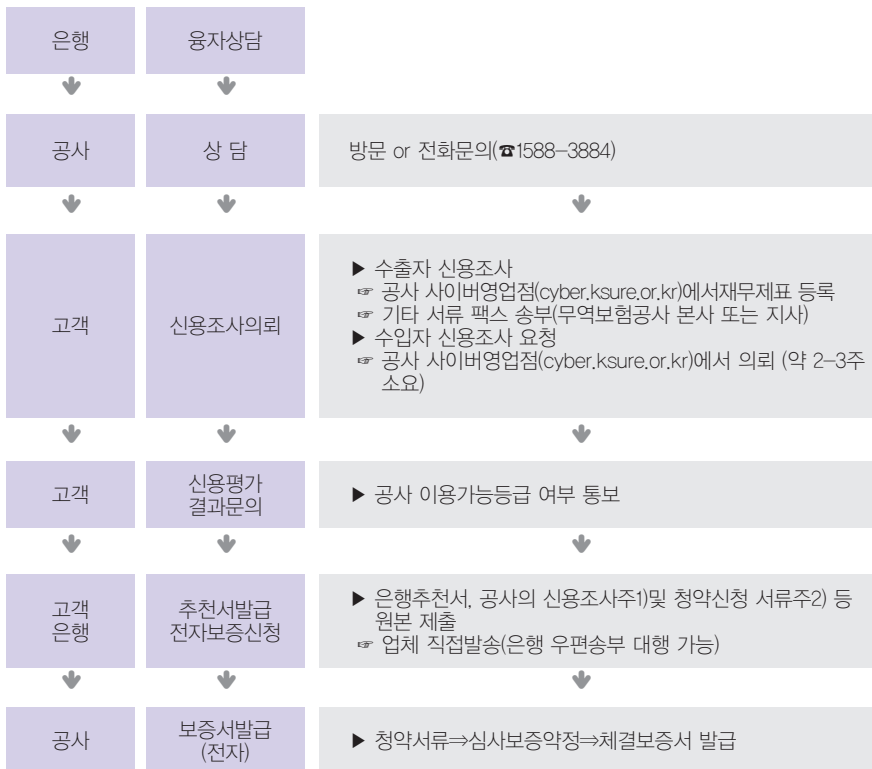 은행 융자상담
공사 상 담 방문 or 전화문의(☎1588-3884)
▶ 수출자 신용조사
☞ 공사 사이버영업점(cyber.ksure.or.kr)에서재무제표 등록
☞ 기타 서류 팩스 송부(무역보험공사 본사 또는 지사)
고객 신용조사의뢰
▶ 수입자 신용조사 요청
☞ 공사 사이버영업점(cyber.ksure.or.kr)에서 의뢰 (약 2-3주
소요)
고객
신용평가
결과문의
▶ 공사 이용가능등급 여부 통보
고객
은행
추천서발급
전자보증신청
▶ 은행추천서, 공사의 신용조사주1)및 청약신청 서류주2) 등
원본 제출
☞ 업체 직접발송(은행 우편송부 대행 가능)
공사
보증서발급
(전자)
▶ 청약서류⇒심사보증약정⇒체결보증서 발급